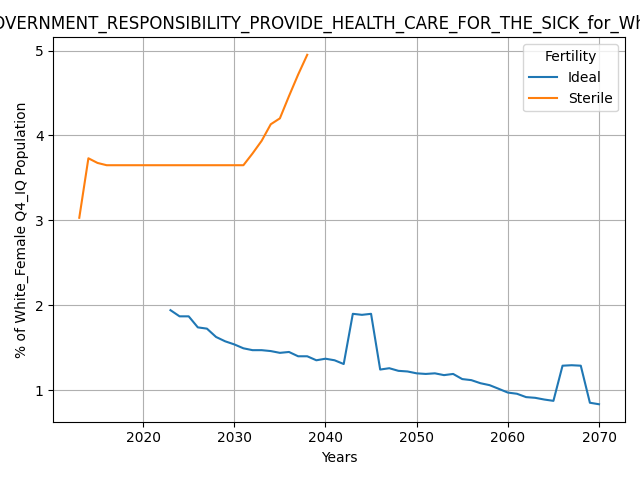 OVERNMENT_RESPONSIBILITY_PROVIDE_HEALTH_CARE_FOR_THE_SICK_for_Wh
Fertility
Ideal
Sterile
5
4
3
2
1
% of White_Female Q4_IQ Population
2020 2030 2040 2050 2060 2070
Years